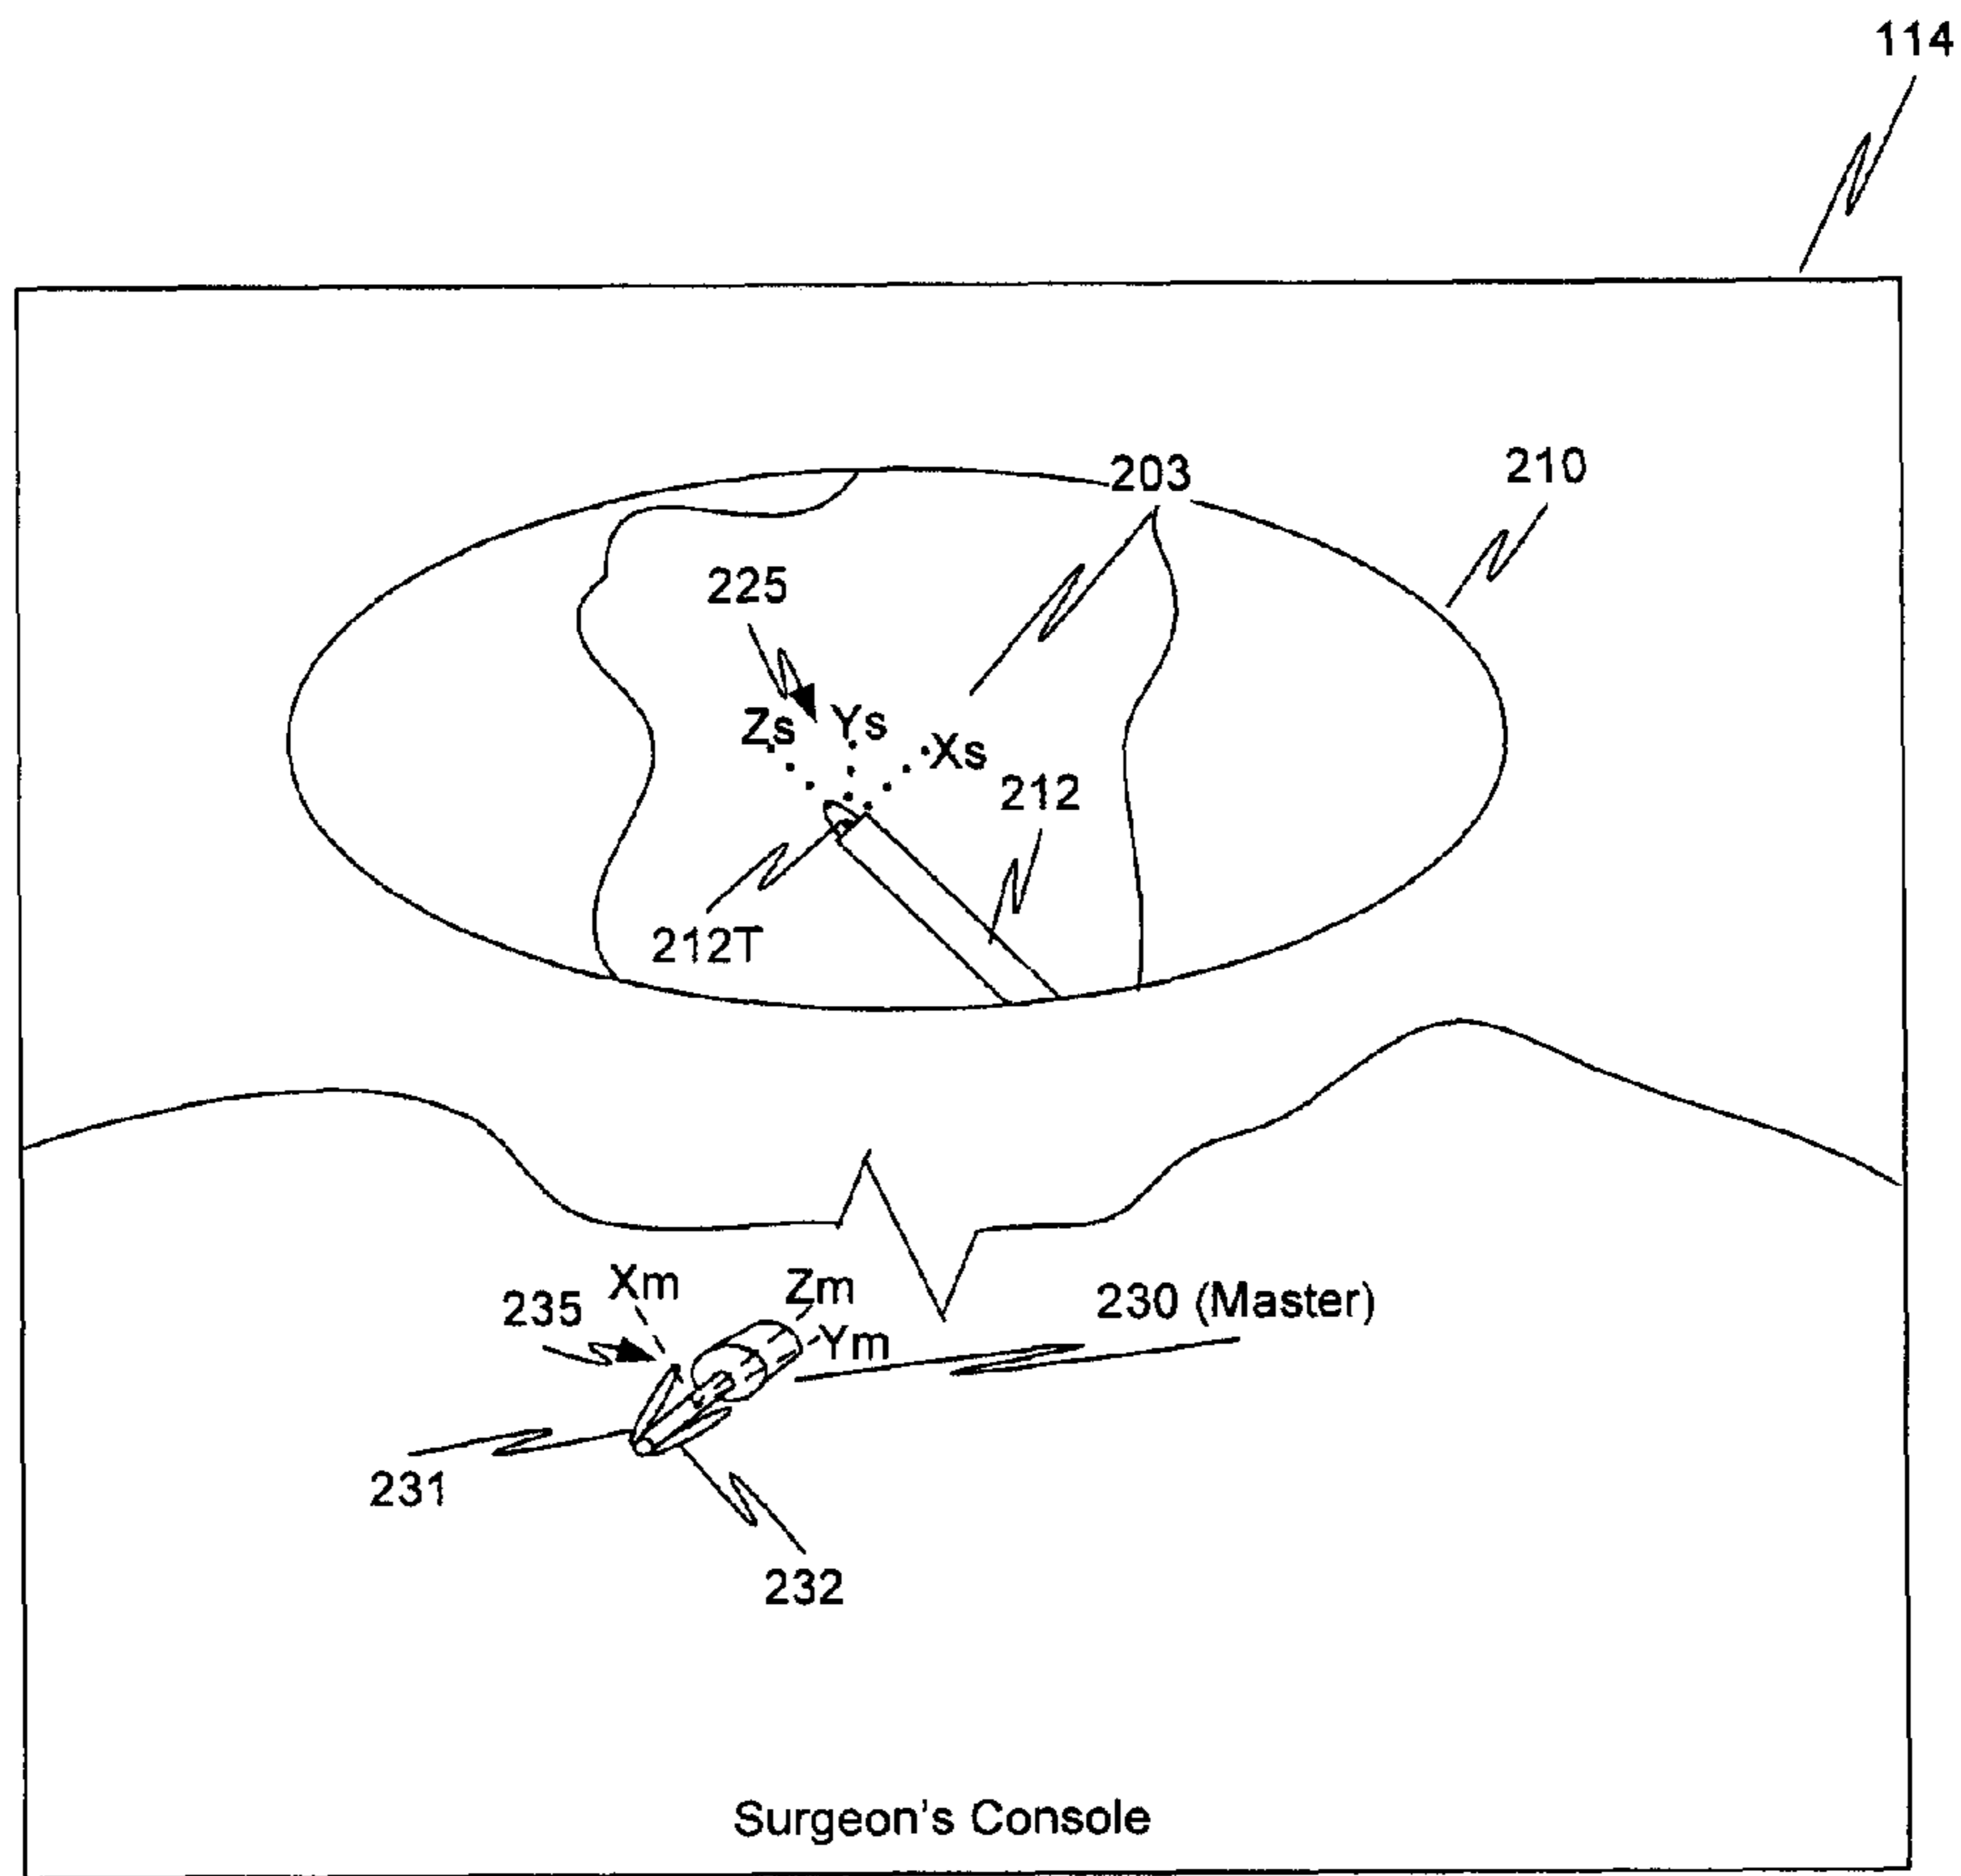 114
210
203
225
Zs
Ys
Xs
212
212T
Xm
Zm
230 (Master)
235
Ym
231
232
Surgeon's Console